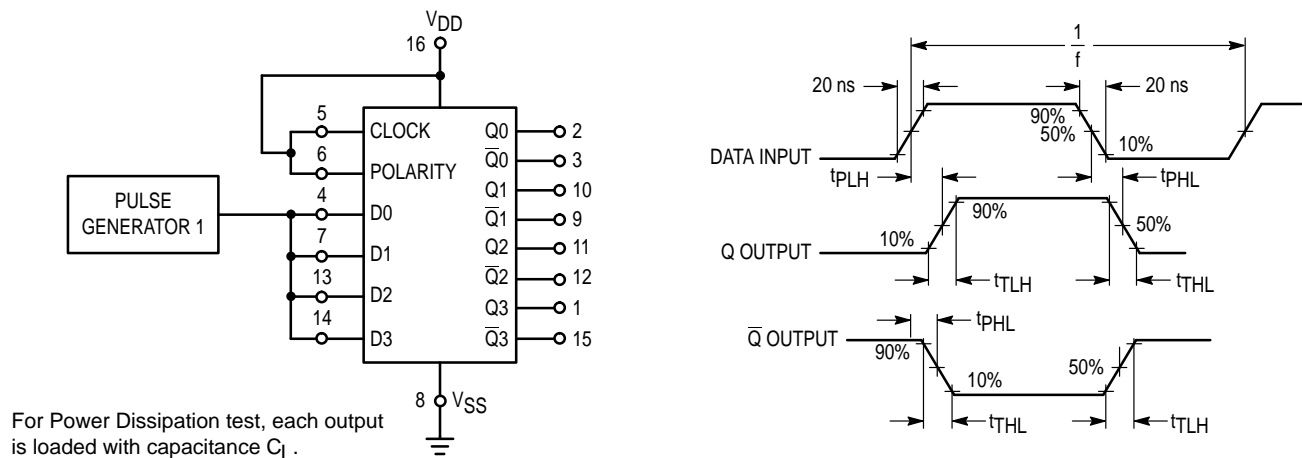 VDD
16
5
CLOCK
6
POLARITY
PULSE
GENERATOR 1
4
D0
7
D1
13
D2
14
D3
Q0 2
Q̅0 3
Q1 10
Q̅1 9
Q2 11
Q̅2 12
Q3 1
Q̅3 15
8 VSS
For Power Dissipation test, each output
is loaded with capacitance CL .
1
f
20 ns
20 ns
90%
50%
10%
DATA INPUT
tPLH
tPHL
90%
50%
10%
Q OUTPUT
tTLH
tTHL
tPHL
Q̅ OUTPUT
90%
10%
50%
tTHL
tTLH